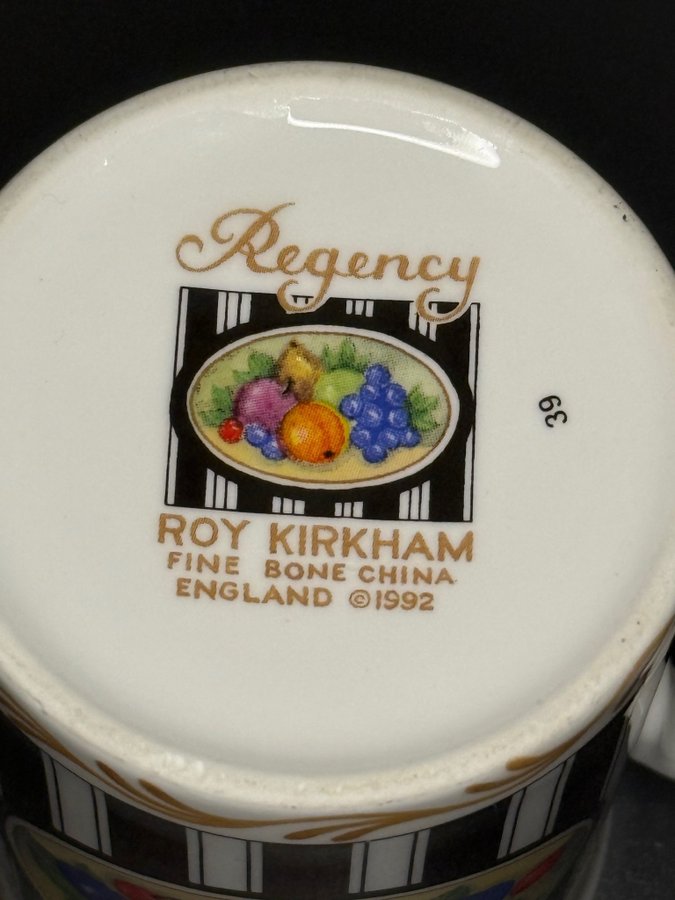 Regency
ROY KIRKHAM
FINE BONE CHINA
ENGLAND ©1992
39